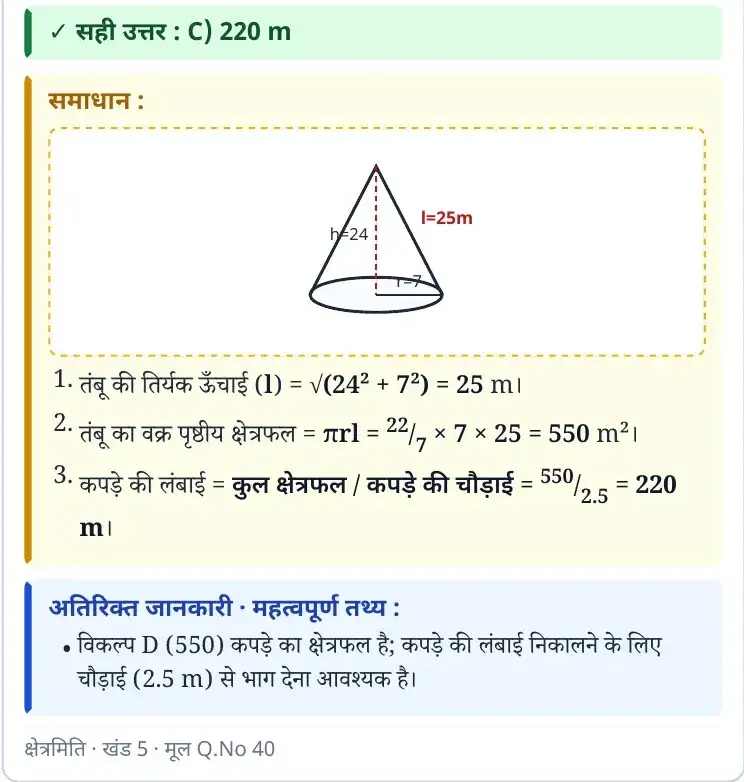 ✓ सही उत्तर : C) 220 m
समाधान :
l=25m
h=24
r=7
1. तंबू की तिर्यक ऊँचाई (l) = √(24² + 7²) = 25 m।
2. तंबू का वक्र पृष्ठीय क्षेत्रफल = πrl = ²²/₇ × 7 × 25 = 550 m²।
3. कपड़े की लंबाई = कुल क्षेत्रफल / कपड़े की चौड़ाई = ⁵⁵⁰/₂.₅ = 220
m।
अतिरिक्त जानकारी · महत्वपूर्ण तथ्य :
• विकल्प D (550) कपड़े का क्षेत्रफल है; कपड़े की लंबाई निकालने के लिए
चौड़ाई (2.5 m) से भाग देना आवश्यक है।
क्षेत्रमिति · खंड 5 · मूल Q.No 40